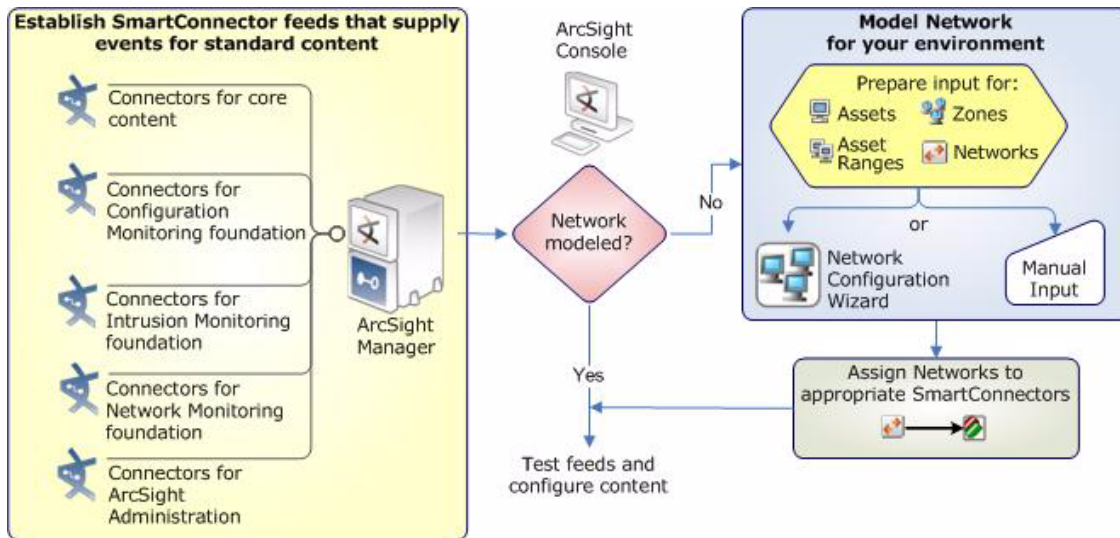 Establish SmartConnector feeds that supply
events for standard content
Connectors for core
content
Connectors for
Configuration
Monitoring foundation
Connectors for
Intrusion Monitoring
foundation
Connectors for
Network Monitoring
foundation
Connectors for
ArcSight
Administration
ArcSight
Manager
ArcSight
Console
Network
modeled?
No
Yes
Test feeds and
configure content
Model Network
for your environment
Prepare input for:
Assets
Zones
Asset
Ranges
Networks
or
Network
Configuration
Wizard
Manual
Input
Assign Networks to
appropriate SmartConnectors